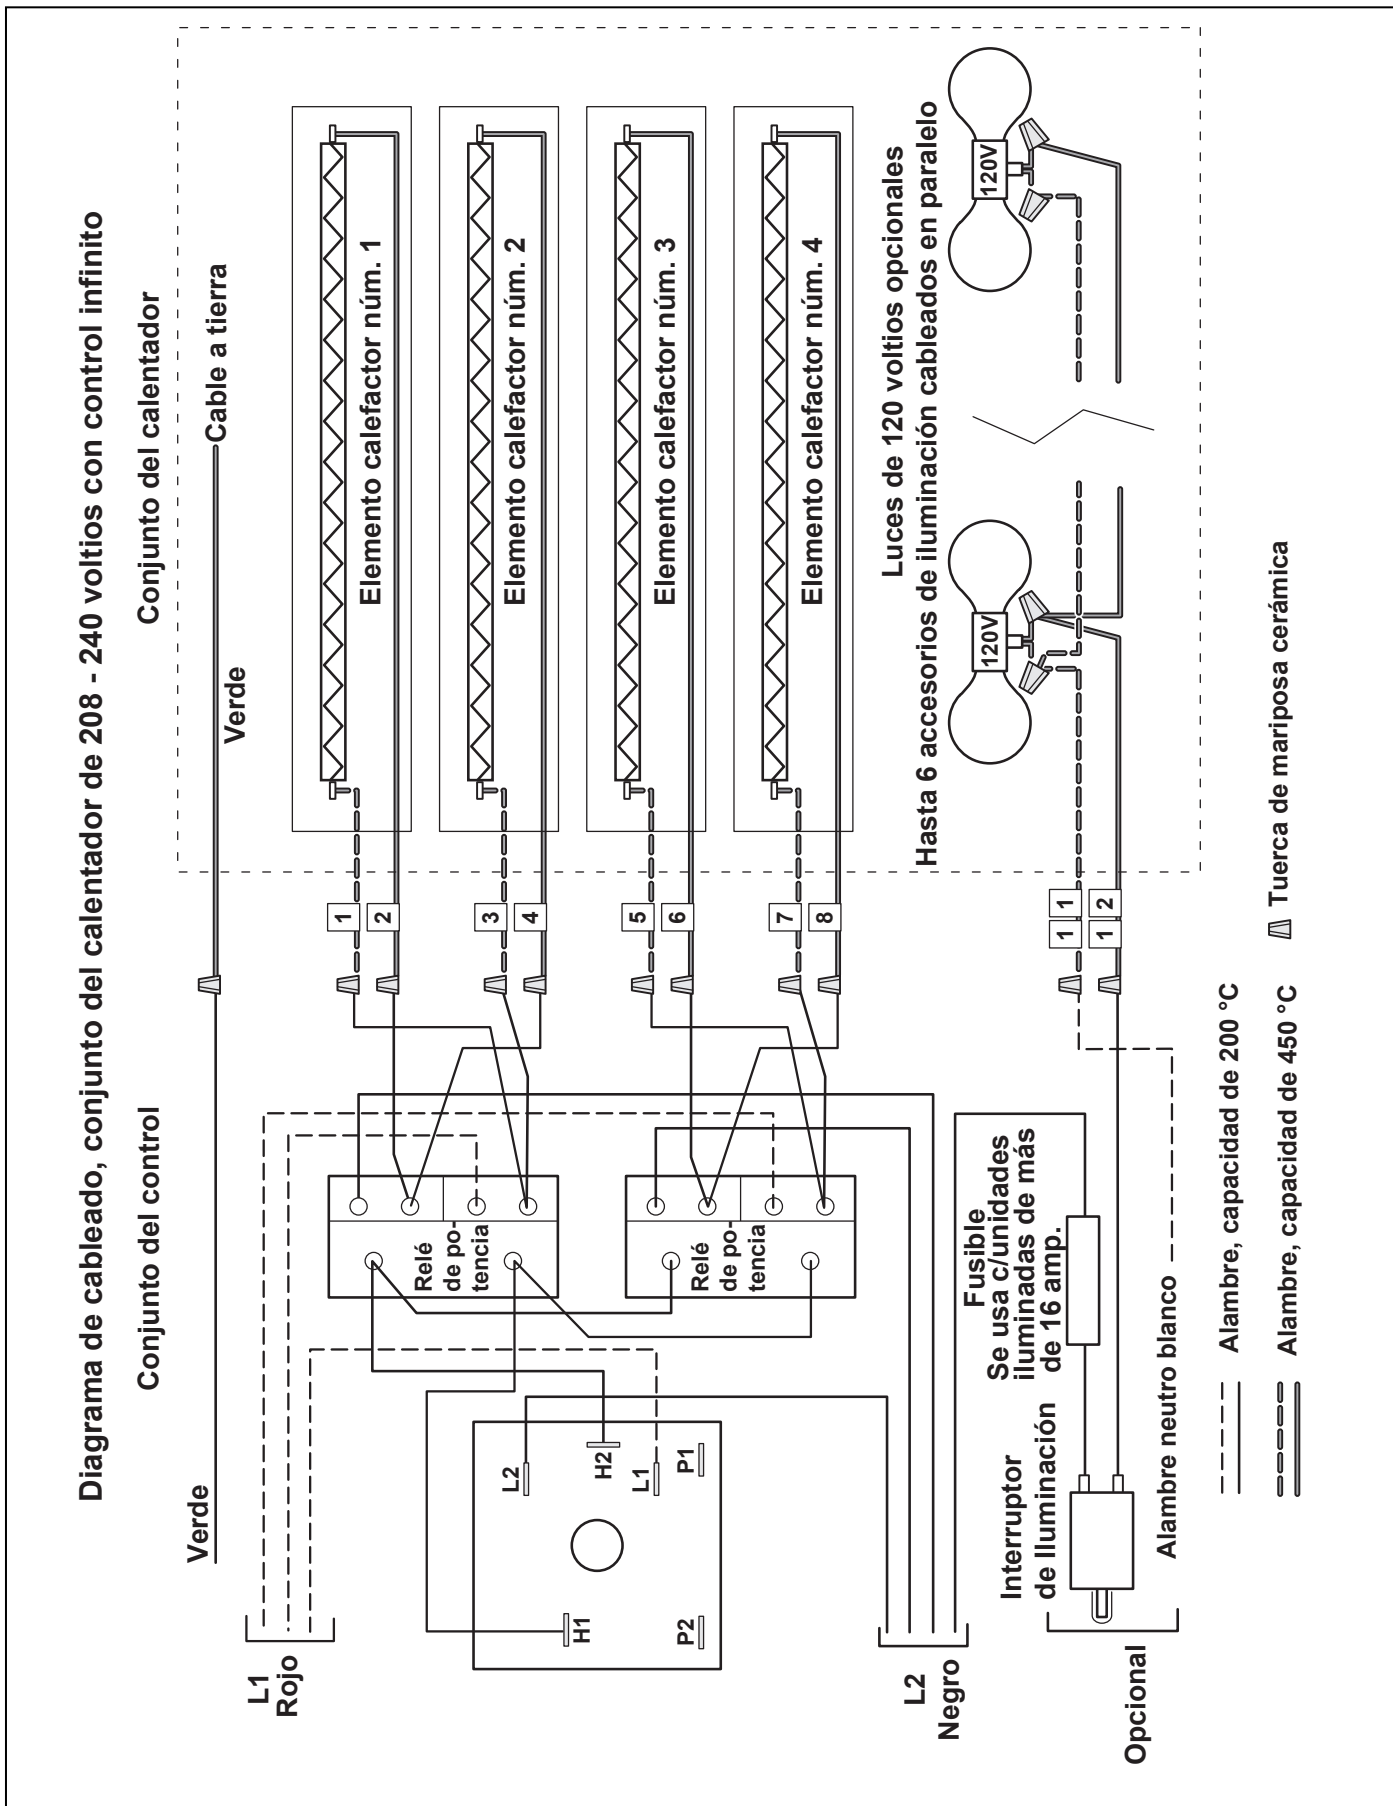 Diagrama de cableado, conjunto del calentador de 208 - 240 voltios con control infinito
Conjunto del control
Conjunto del calentador
Verde
Verde
Cable a tierra
L1
Rojo
Elemento calefactor núm. 1
Elemento calefactor núm. 2
Elemento calefactor núm. 3
Elemento calefactor núm. 4
1
2
3
4
5
6
7
8
Relé
de po-
tencia
Relé
de po-
tencia
L2
H2
L1
P1
H1
P2
L2
Negro
Luces de 120 voltios opcionales
Hasta 6 accesorios de iluminación cableados en paralelo
120V
120V
1 1
1 2
Fusible
Se usa c/unidades
iluminadas de más
de 16 amp.
Interruptor
de Iluminación
Opcional
Alambre neutro blanco
Alambre, capacidad de 200 °C
Alambre, capacidad de 450 °C
Tuerca de mariposa cerámica